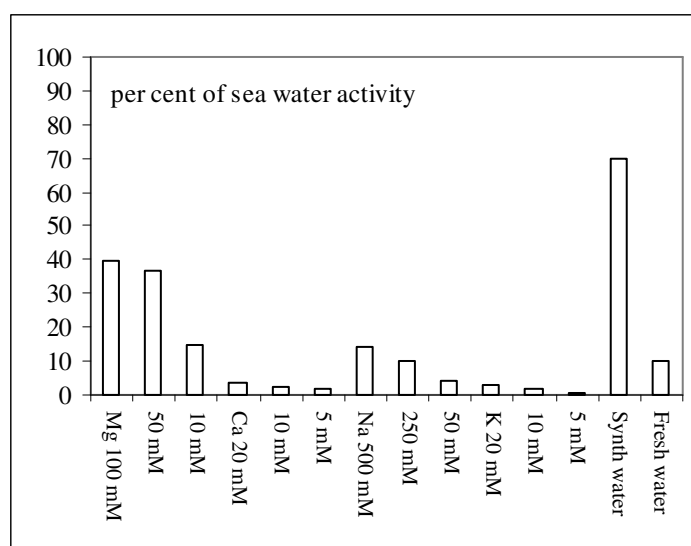 100
90
80
70
60
50
40
30
20
10
0
per cent of sea water activity
Mg 100 mM
50 mM
10 mM
Ca 20 mM
10 mM
5 mM
Na 500 mM
250 mM
50 mM
K 20 mM
10 mM
5 mM
Synth water
Fresh water